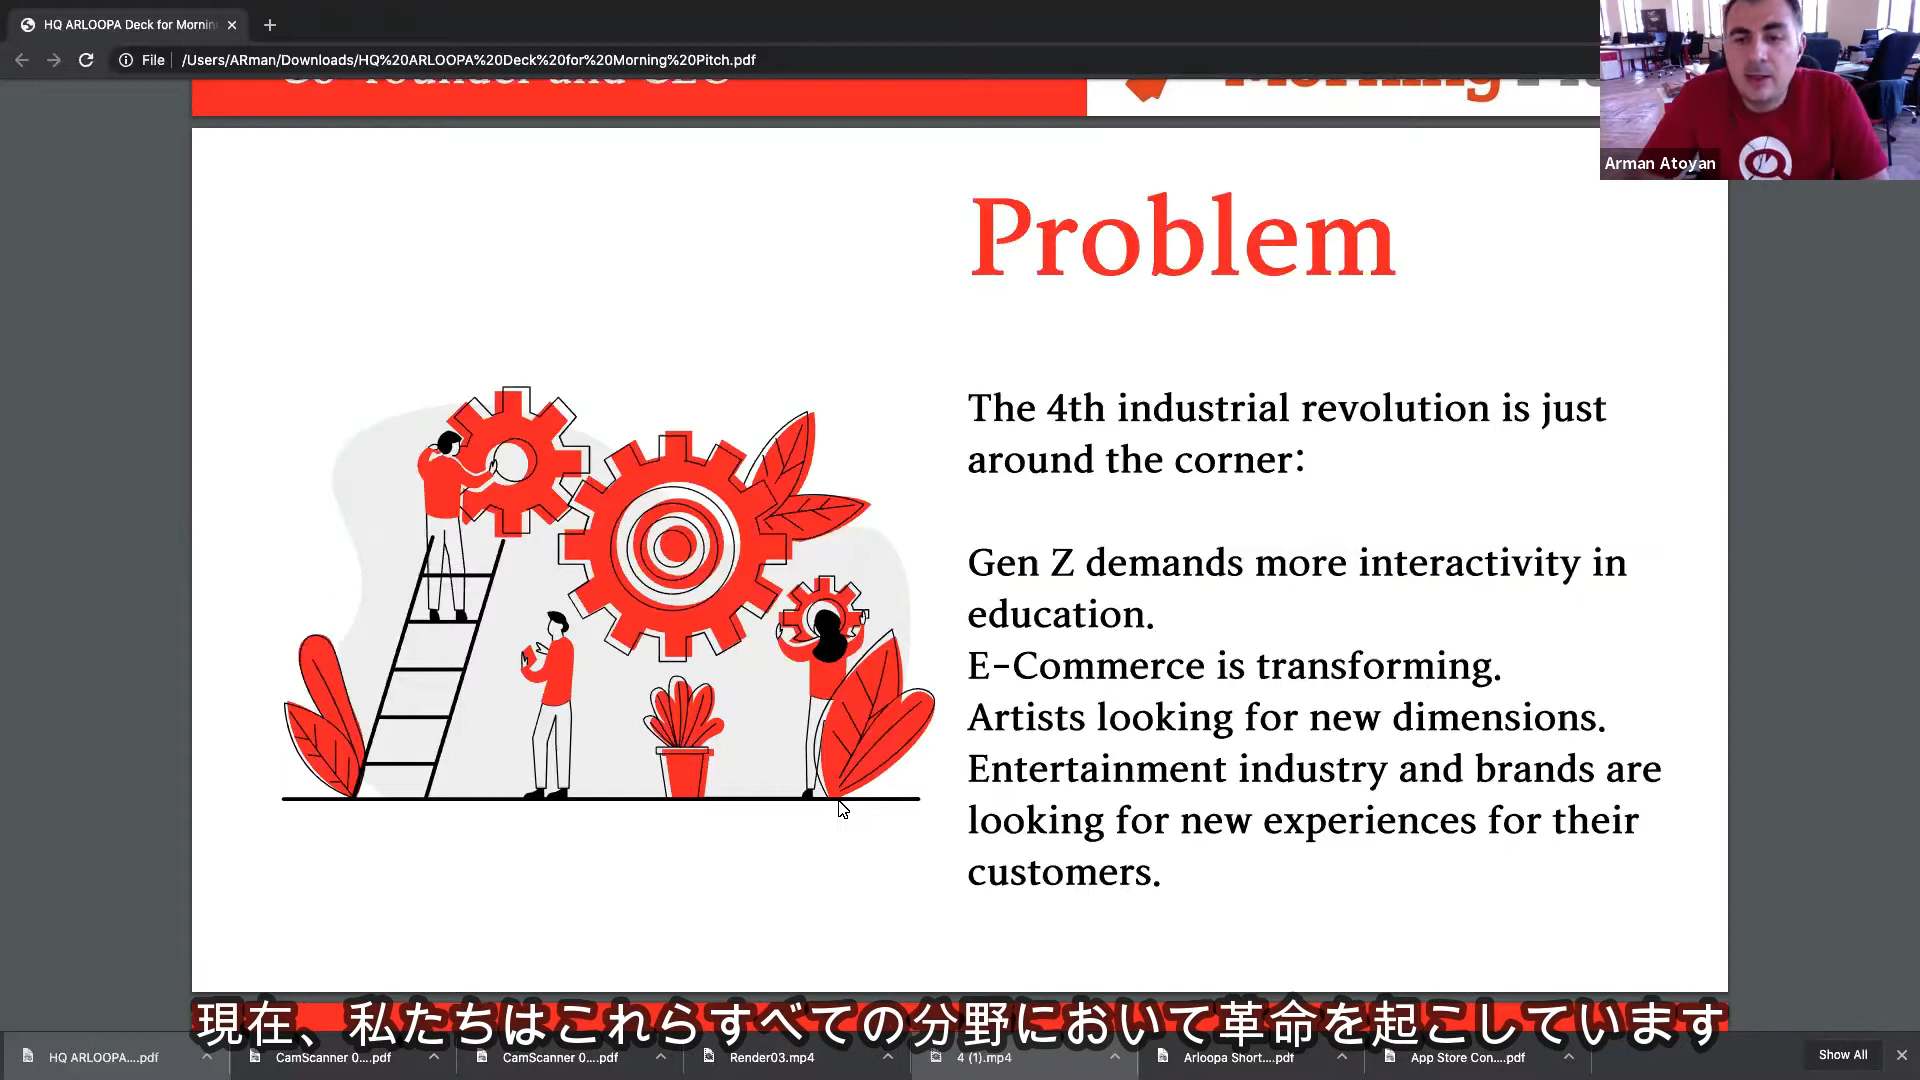 HQ ARLOOPA Deck for Mornin
File
/Users/ARman/Downloads/HQ%20ARLOOPA%20Deck%20for%20Morning%20Pitch.pdf
Co-founder and CEO
Morning
Arman Atoyan
Problem
The 4th industrial revolution is just
around the corner:
Gen Z demands more interactivity in
education.
E-Commerce is transforming.
Artists looking for new dimensions.
Entertainment industry and brands are
looking for new experiences for their
customers.
現在、私たちはこれらすべての分野において革命を起こしています
HQ ARLOOPA....pdf
CamScanner 0....pdf
CamScanner 0....pdf
Render03.mp4
4 (1).mp4
Arloopa Short....pdf
App Store Con....pdf
Show All